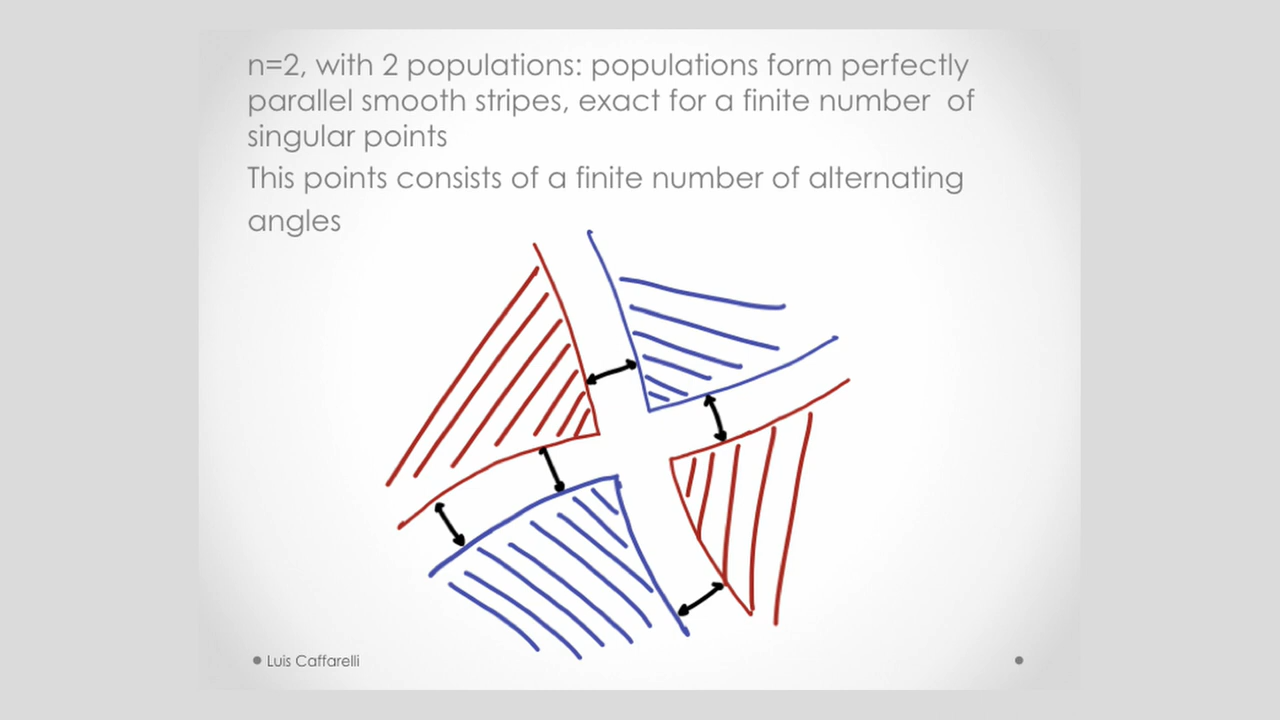 n=2, with 2 populations: populations form perfectly
parallel smooth stripes, exact for a finite number  of
singular points
This points consists of a finite number of alternating
angles
Luis Caffarelli